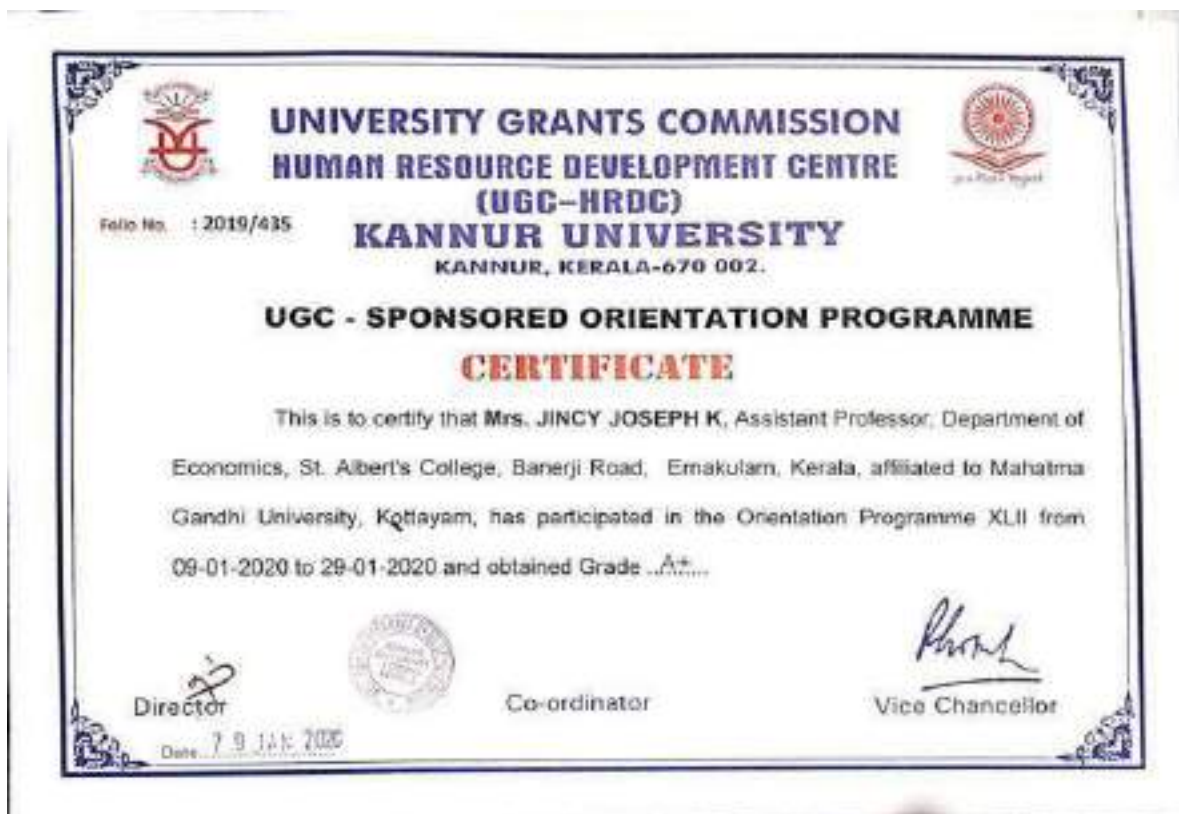 UNIVERSITY GRANTS COMMISSION
HUMAN RESOURCE DEVELOPMENT CENTRE
(UGC-HRDC)
Folio No. : 2019/435
KANNUR UNIVERSITY
KANNUR, KERALA-670 002.
UGC - SPONSORED ORIENTATION PROGRAMME
CERTIFICATE
This is to certify that Mrs. JINCY JOSEPH K, Assistant Professor, Department of
Economics, St. Albert's College, Banerji Road, Ernakulam, Kerala, affiliated to Mahatma
Gandhi University, Kottayam, has participated in the Orientation Programme XLII from
09-01-2020 to 29-01-2020 and obtained Grade ..A+...
Director
Co-ordinator
Vice Chancellor
Date. 29 JAN 2020